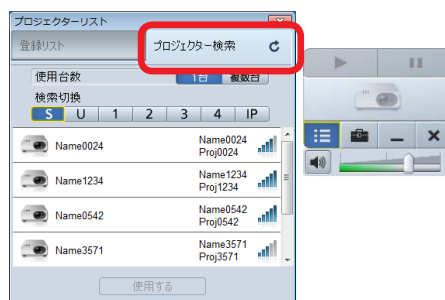 プロジェクターリスト
登録リスト
プロジェクター検索
使用台数
1台 複数台
検索切換
S U 1 2 3 4 IP
Name0024 Name0024
Proj0024
Name1234 Name1234
Proj1234
Name0542 Name0542
Proj0542
Name3571 Name3571
Proj3571
使用する